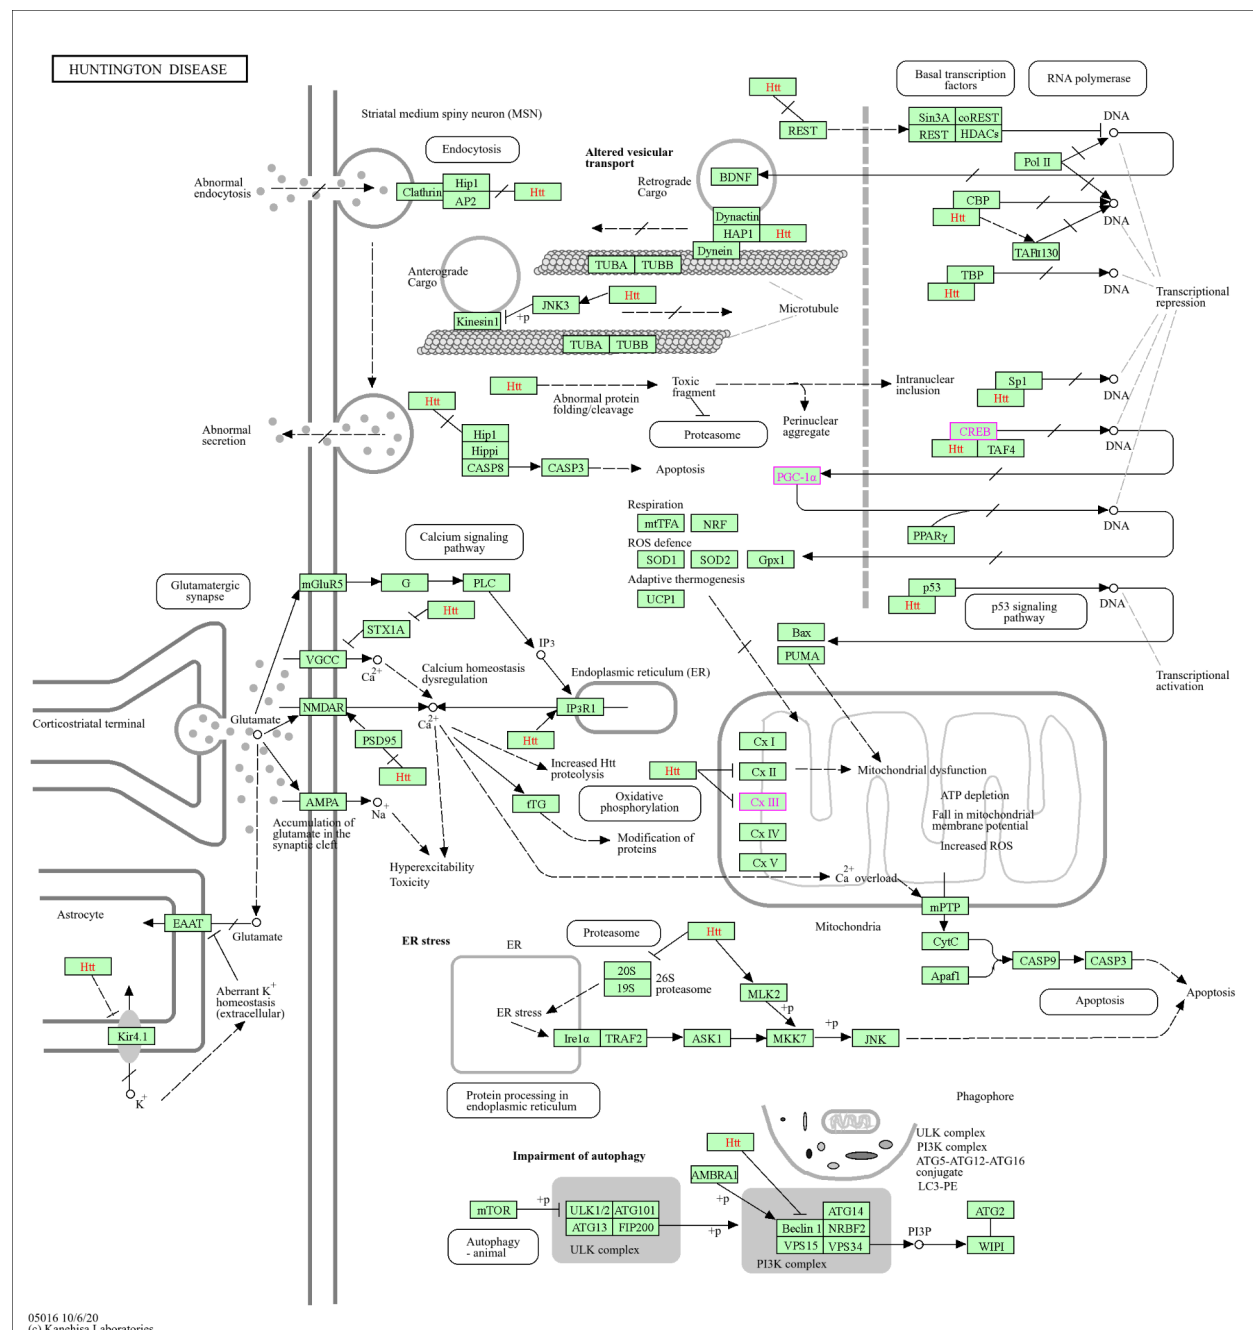 HUNTINGTON DISEASE
Striatal medium spiny neuron (MSN)
Endocytosis
Abnormal
endocytosis
Clathrin
Hip1
AP2
Htt
Altered vesicular
transport
Retrograde
Cargo
BDNF
Dynactin
HAP1
Htt
Dynein
TUBA
TUBB
Anterograde
Cargo
JNK3
Htt
+p
Kinesin1
TUBA
TUBB
Microtubule
Htt
REST
Basal transcription
factors
RNA polymerase
Sin3A
coREST
REST
HDACs
DNA
Pol II
CBP
Htt
DNA
TAFII130
TBP
Htt
DNA
Transcriptional
repression
Sp1
Htt
DNA
CREB
Htt
TAF4
DNA
PGC-1α
PPARγ
DNA
p53
Htt
DNA
p53 signaling
pathway
Transcriptional
activation
Htt
Abnormal protein
folding/cleavage
Toxic
fragment
Intranuclear
inclusion
Perinuclear
aggregate
Proteasome
Abnormal
secretion
Htt
Hip1
Hippi
CASP8
CASP3
Apoptosis
Respiration
mtTFA
NRF
ROS defence
SOD1
SOD2
Gpx1
Adaptive thermogenesis
UCP1
Bax
PUMA
Calcium signaling
pathway
Glutamatergic
synapse
mGluR5
G
PLC
STX1A
Htt
VGCC
Ca2+
Calcium homeostasis
dysregulation
IP3
Endoplasmic reticulum (ER)
NMDAR
Ca2+
IP3R1
Htt
PSD95
Htt
Corticostriatal terminal
Glutamate
AMPA
Na+
Accumulation of
glutamate in the
synaptic cleft
Increased Htt
proteolysis
tTG
Modification of
proteins
Hyperexcitability
Toxicity
Htt
Oxidative
phosphorylation
Cx I
Cx II
Cx III
Cx IV
Cx V
Mitochondrial dysfunction
ATP depletion
Fall in mitochondrial
membrane potential
Increased ROS
Ca2+ overload
mPTP
Mitochondria
CytC
Apaf1
CASP9
CASP3
Apoptosis
Apoptosis
Astrocyte
EAAT
Glutamate
Htt
Kir4.1
K+
Aberrant K+
homeostasis
(extracellular)
ER stress
ER
Proteasome
Htt
20S
19S
26S
proteasome
MLK2
+p
ER stress
Ire1α
TRAF2
ASK1
MKK7
+p
JNK
Protein processing in
endoplasmic reticulum
Phagophore
ULK complex
PI3K complex
ATG5-ATG12-ATG16
conjugate
LC3-PE
Impairment of autophagy
Htt
AMBRA1
+p
mTOR
+p
ULK1/2
ATG101
ATG13
FIP200
ULK complex
+p
ATG14
Beclin 1
NRBF2
VPS15
VPS34
PI3K complex
PI3P
ATG2
WIPI
Autophagy
- animal
05016 10/6/20
(c) Kanehisa Laboratories